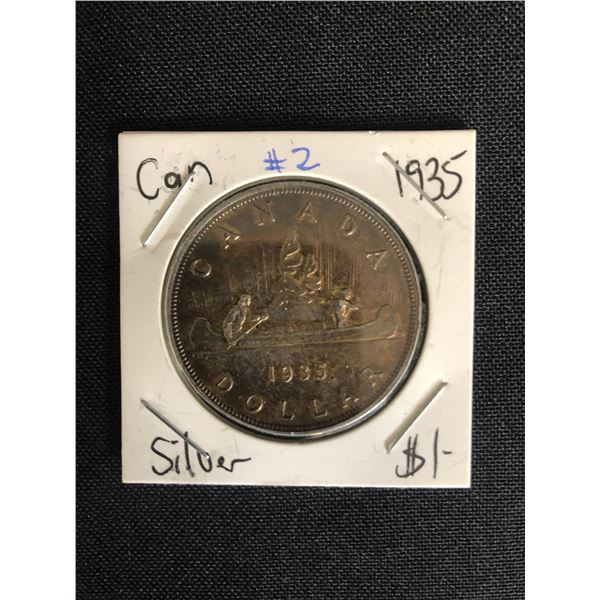 Can #2 1935
CANADA
1935
DOLLAR
Silver $1-